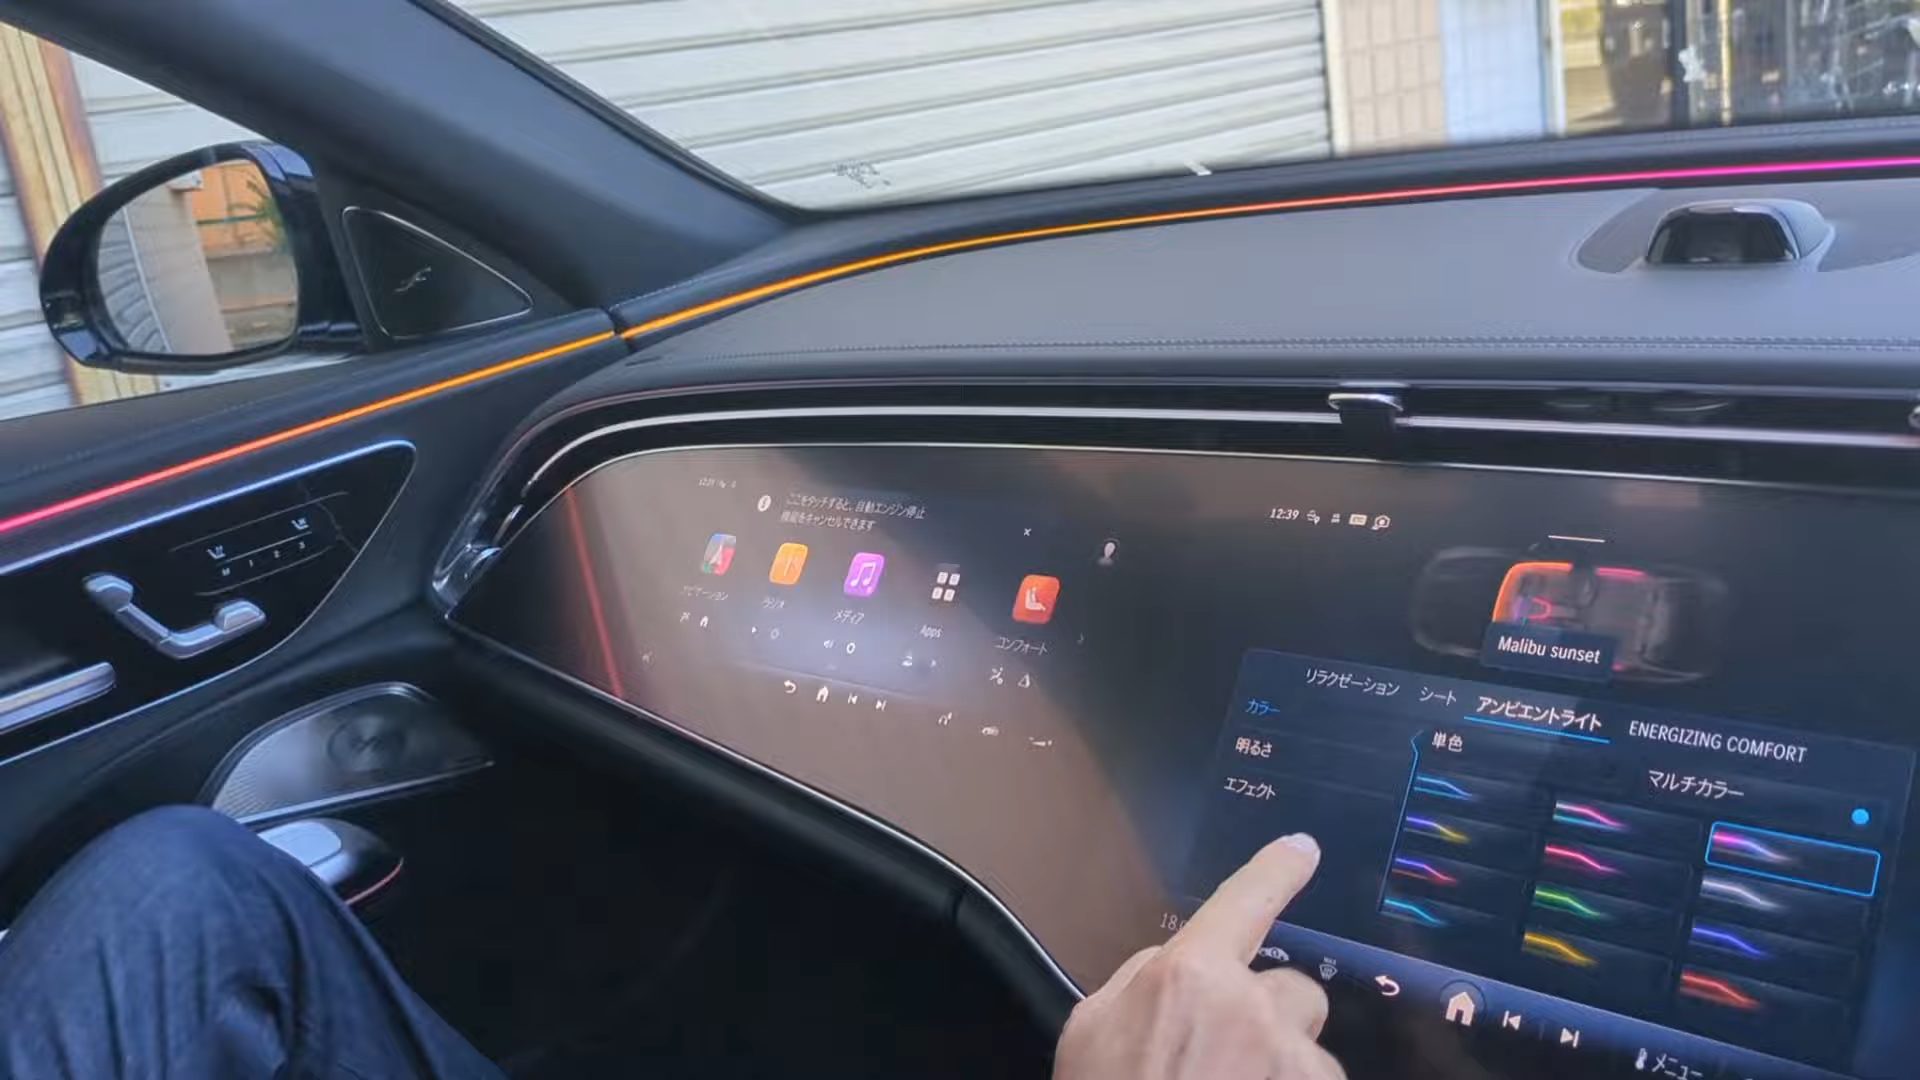 ここをタッチすると、自動エンジン停止
機能をキャンセルできます
ナビゲーション
ラジオ
メディア
Apps
コンフォート
12:39
Malibu sunset
リラクゼーション シート アンビエントライト ENERGIZING COMFORT
カラー
明るさ
エフェクト
単色
マルチカラー
MAX
メニュー
M 1 2 3